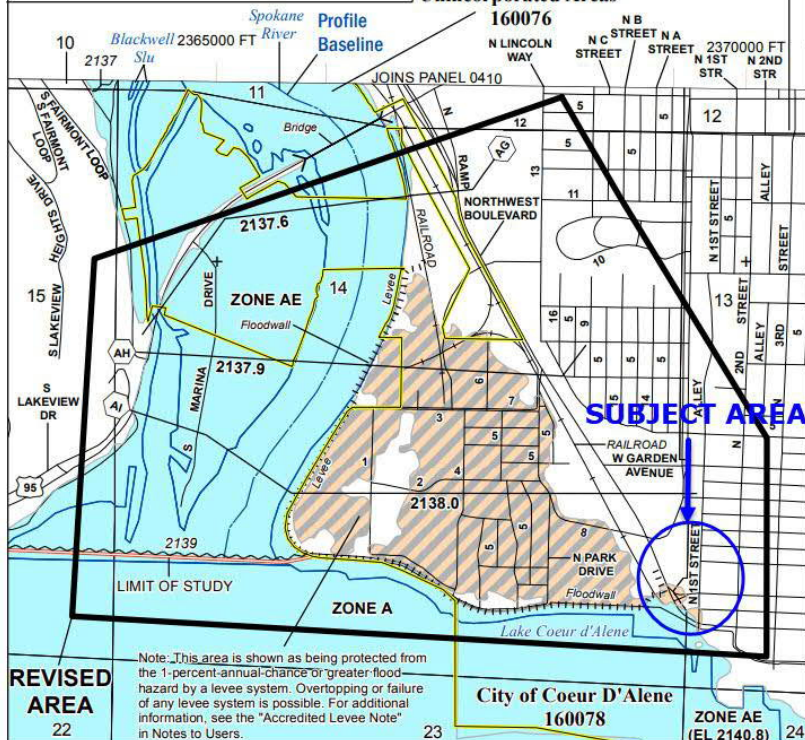 Unincorporated Areas
160076
10
2137
Blackwell
Slu
2365000 FT
Spokane
River
Profile
Baseline
N LINCOLN
WAY
N C
STREET
N B
STREET
N A
STREET
2370000 FT
N 1ST
STR
N 2ND
STR
JOINS PANEL 0410
11
12
12
S FAIRMONT LOOP
S FAIRMONT
LOOP
Bridge
N
RAMP
AG
5
5
5
5
5
13
11
S LAKEVIEW
HEIGHTS DRIVE
2137.6
RAILROAD
NORTHWEST
BOULEVARD
N 1ST STREET
5
ALLEY
STREET
10
15
DRIVE
ZONE AE
14
Floodwall
Levee
13
16
5
9
5
5
5
5
5
5
4
2ND
STREET
ALLEY
3RD
5
N
N
ALLEY
AH
2137.9
6
7
S
LAKEVIEW
DR
AI
S
MARINA
SUBJECT AREA
3
5
5
5
RAILROAD
W GARDEN
AVENUE
95
Levee
1
2
4
2138.0
8
5
5
N PARK
DRIVE
N 1ST STREET
2139
LIMIT OF STUDY
Floodwall
ZONE A
Lake Coeur d'Alene
REVISED
AREA
22
Note: This area is shown as being protected from
the 1-percent-annual-chance or greater flood
hazard by a levee system. Overtopping or failure
of any levee system is possible. For additional
information, see the "Accredited Levee Note"
in Notes to Users.
23
City of Coeur D'Alene
160078
ZONE AE
(EL 2140.8)
24